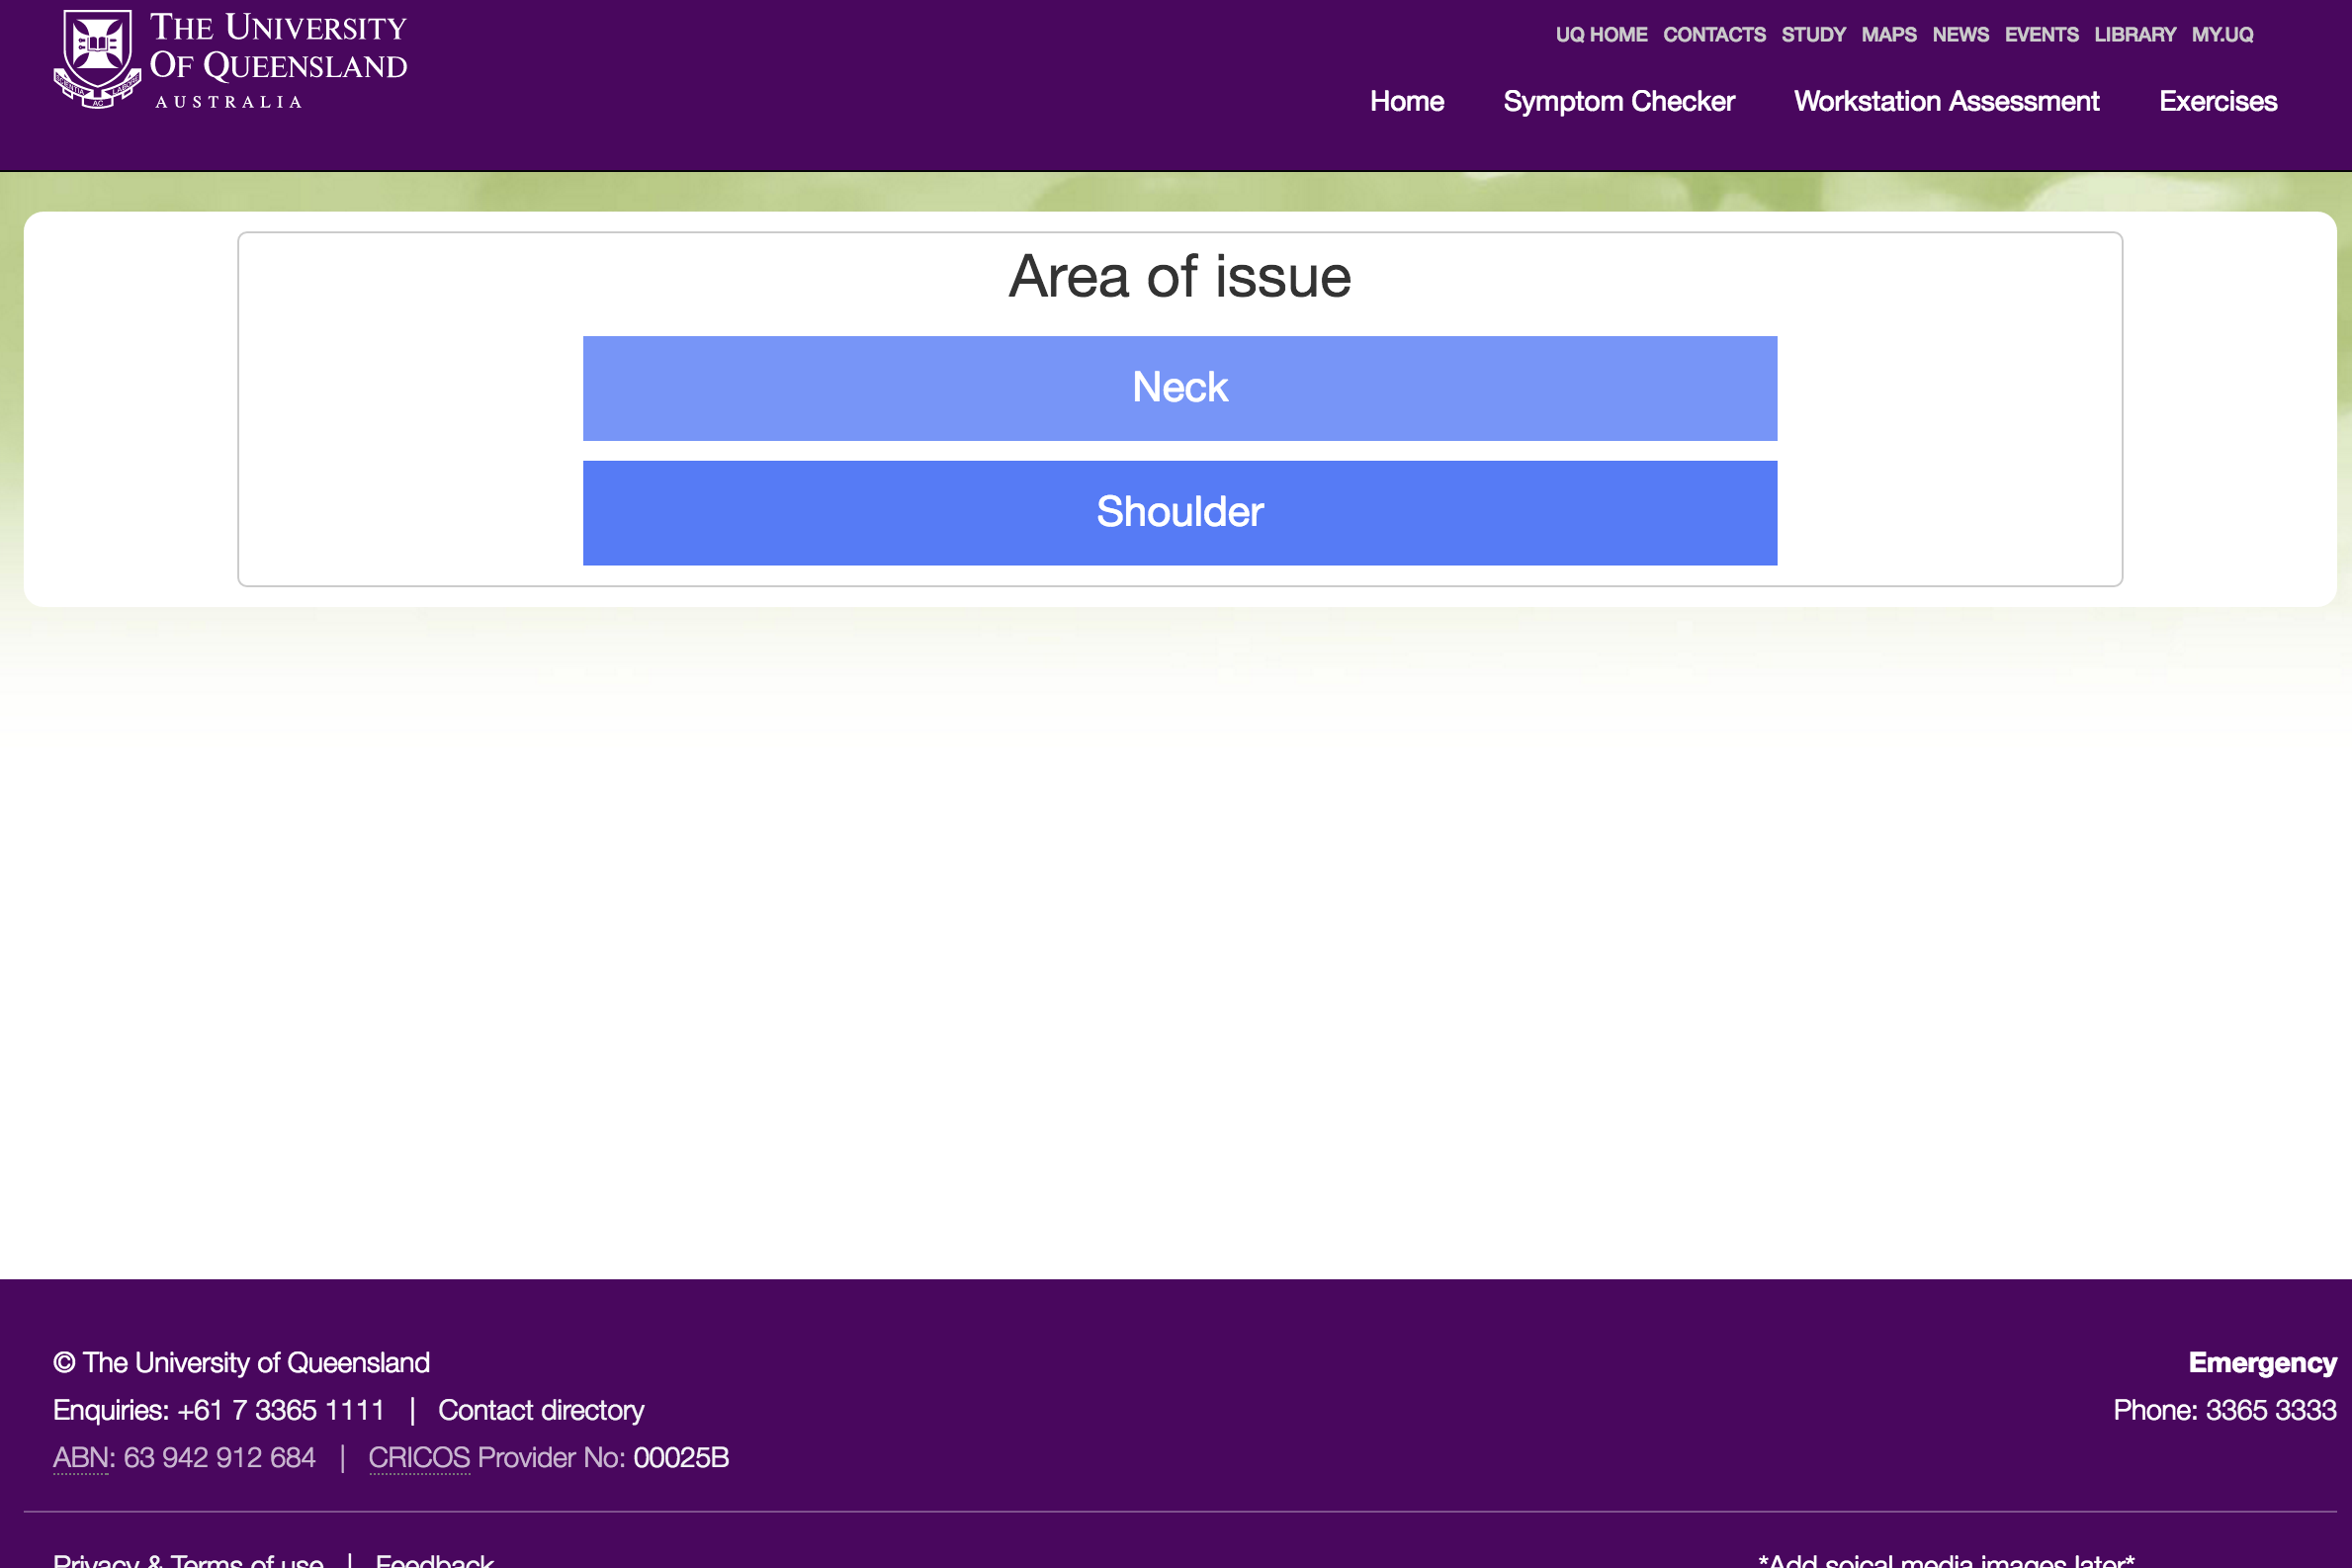 THE UNIVERSITY
OF QUEENSLAND
AUSTRALIA
SCIENTIA AC LABORE
UQ HOME CONTACTS STUDY MAPS NEWS EVENTS LIBRARY MY.UQ
Home Symptom Checker Workstation Assessment Exercises
Area of issue
Neck
Shoulder
© The University of Queensland
Enquiries: +61 7 3365 1111 | Contact directory
ABN: 63 942 912 684 | CRICOS Provider No: 00025B
Emergency
Phone: 3365 3333
Privacy & Terms of use | Feedback
*Add soical media images later*